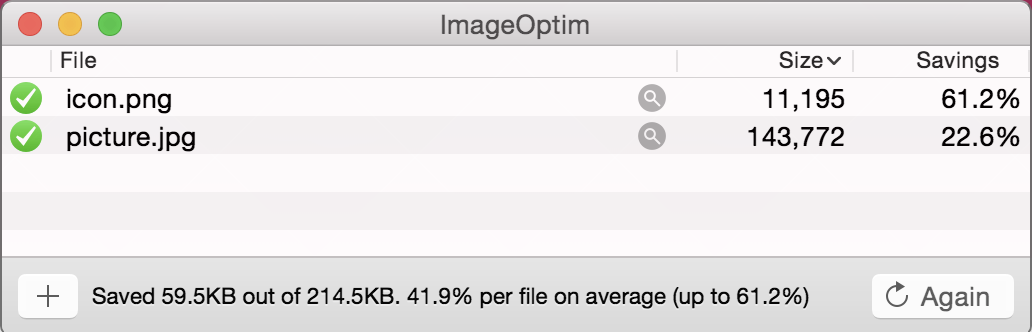 ImageOptim
File Size Savings
icon.png 11,195 61.2%
picture.jpg 143,772 22.6%
Saved 59.5KB out of 214.5KB. 41.9% per file on average (up to 61.2%) Again